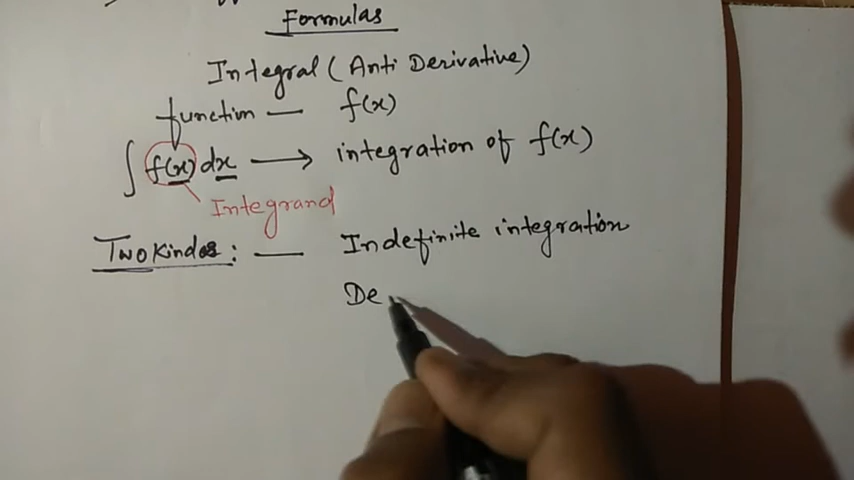 Formulas
Integral (Anti Derivative)
function — f(x)
∫ f(x) dx ⟶ integration of f(x)
Integrand
Two Kinds : — Indefinite integration
De